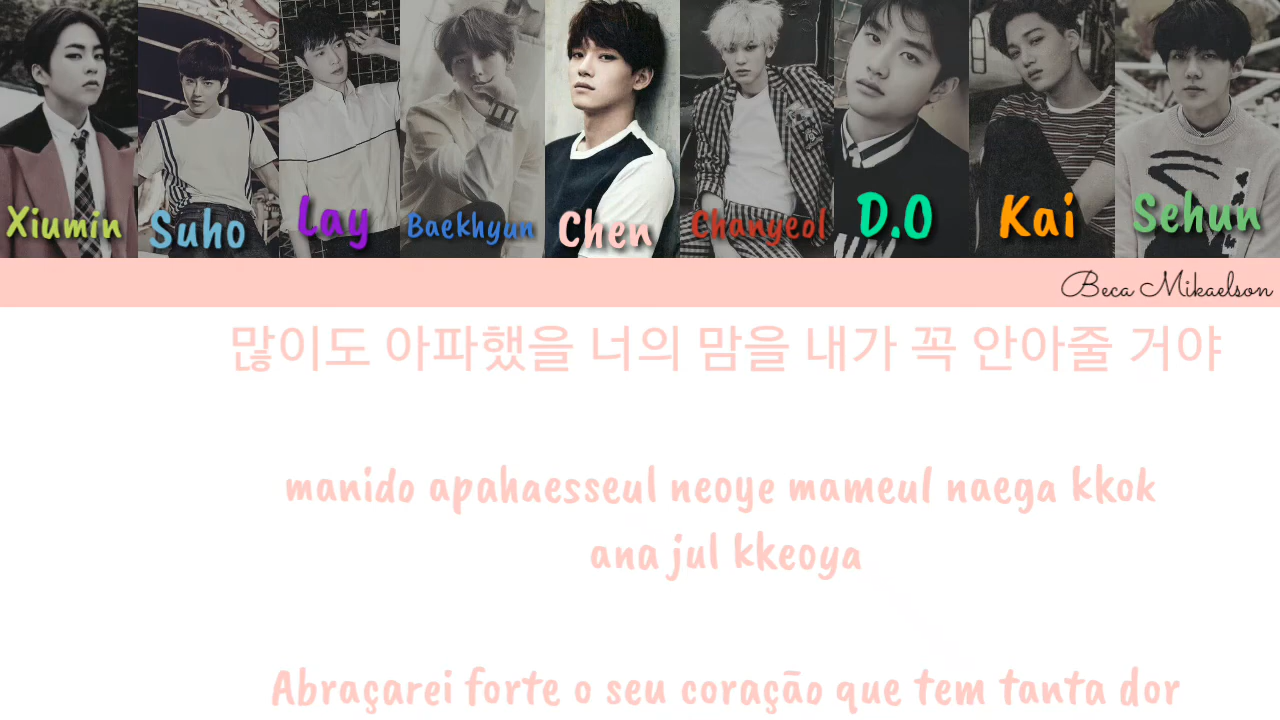 Xiumin Suho Lay Baekhyun Chen Chanyeol D.O Kai Sehun
Beca Mikaelson
많이도 아파했을 너의 맘을 내가 꼭 안아줄 거야
manido apahaesseul neoye mameul naega kkok
ana jul kkeoya
Abraçarei forte o seu coração que tem tanta dor